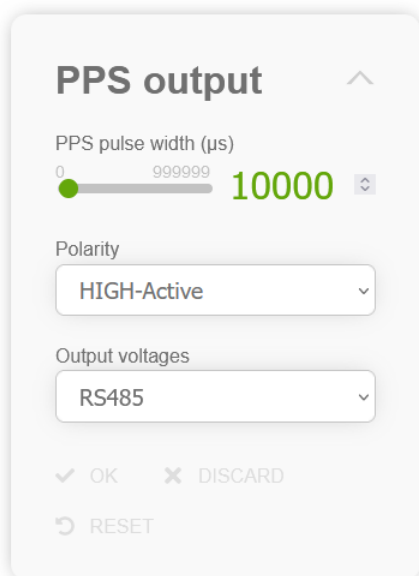 PPS output
PPS pulse width (μs)
0 999999 10000
Polarity
HIGH-Active
Output voltages
RS485
OK DISCARD
RESET